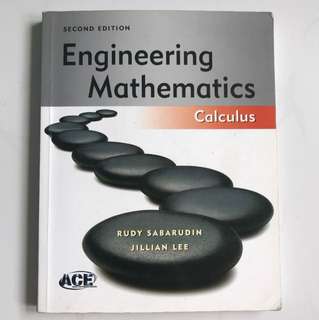 SECOND EDITION
Engineering
Mathematics
Calculus
RUDY SABARUDIN
JILLIAN LEE
ACE